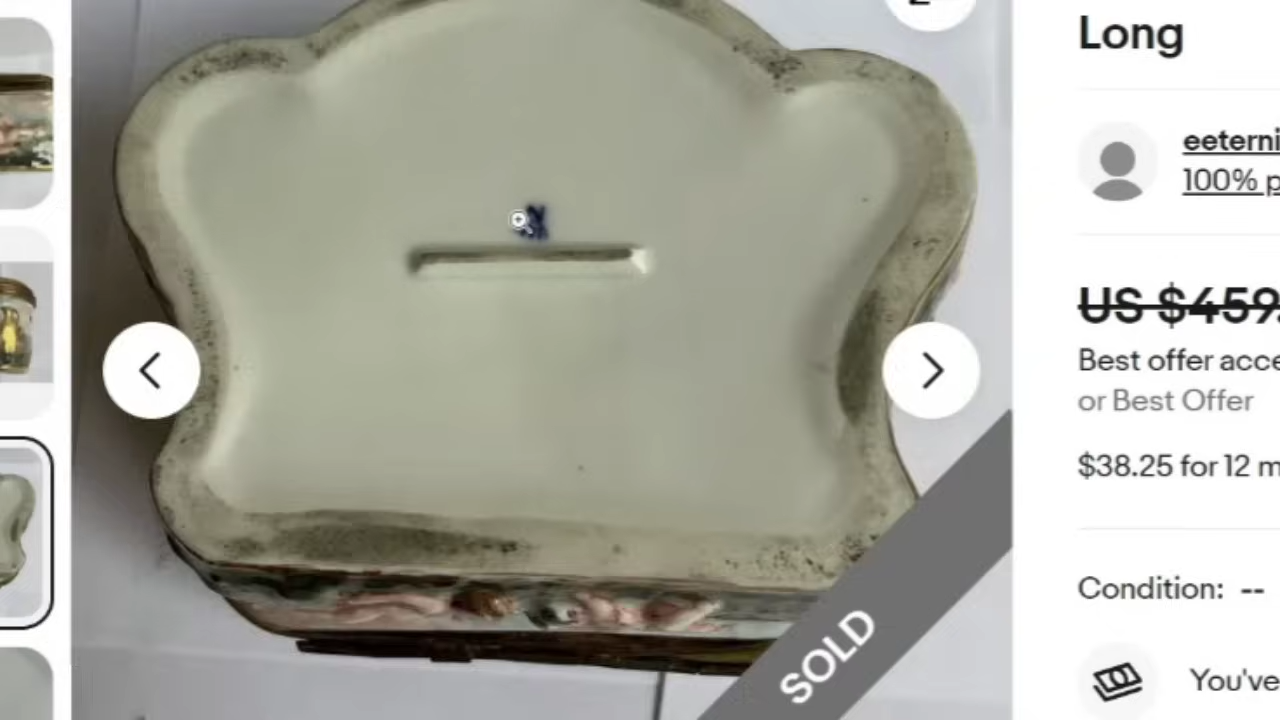 Long
eeterni
100% p
US $459.
Best offer acce
or Best Offer
$38.25 for 12 m
Condition: --
SOLD
You've